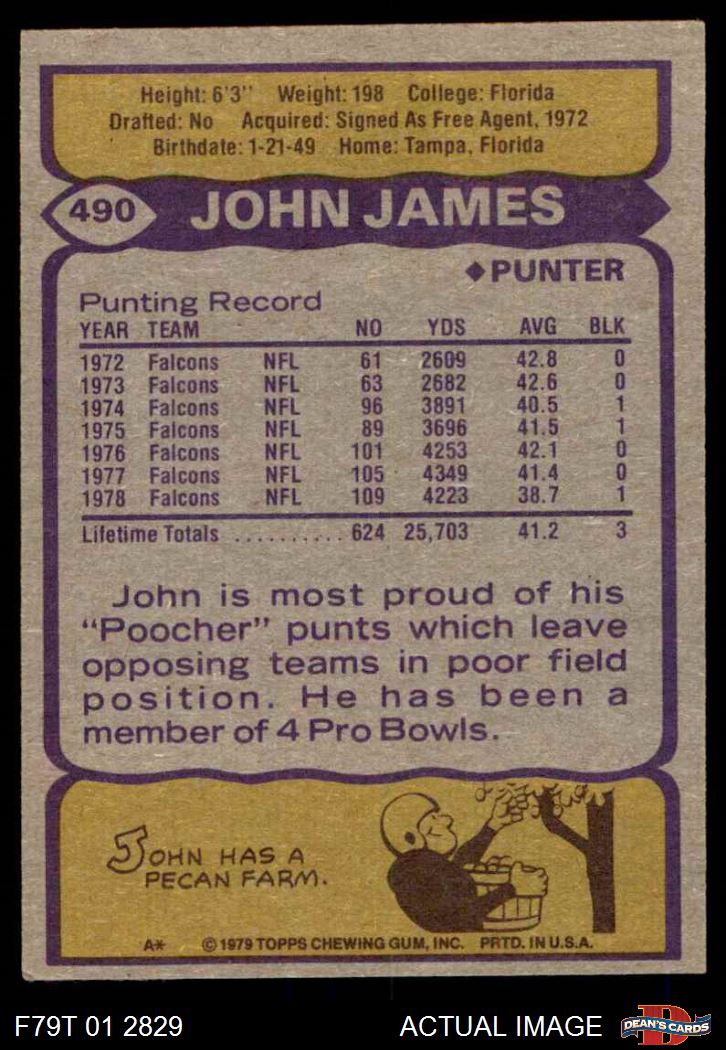 Height: 6'3" Weight: 198 College: Florida
Drafted: No Acquired: Signed As Free Agent, 1972
Birthdate: 1-21-49 Home: Tampa, Florida
490 JOHN JAMES
◆PUNTER
Punting Record
YEAR TEAM NO YDS AVG BLK
1972 Falcons NFL 61 2609 42.8 0
1973 Falcons NFL 63 2682 42.6 0
1974 Falcons NFL 96 3891 40.5 1
1975 Falcons NFL 89 3696 41.5 1
1976 Falcons NFL 101 4253 42.1 0
1977 Falcons NFL 105 4349 41.4 0
1978 Falcons NFL 109 4223 38.7 1
Lifetime Totals .......... 624 25,703 41.2 3
John is most proud of his
"Poocher" punts which leave
opposing teams in poor field
position. He has been a
member of 4 Pro Bowls.
JOHN HAS A
PECAN FARM.
A* © 1979 TOPPS CHEWING GUM, INC. PRTD. IN U.S.A.
F79T 01 2829 ACTUAL IMAGE D DEAN'S CARDS